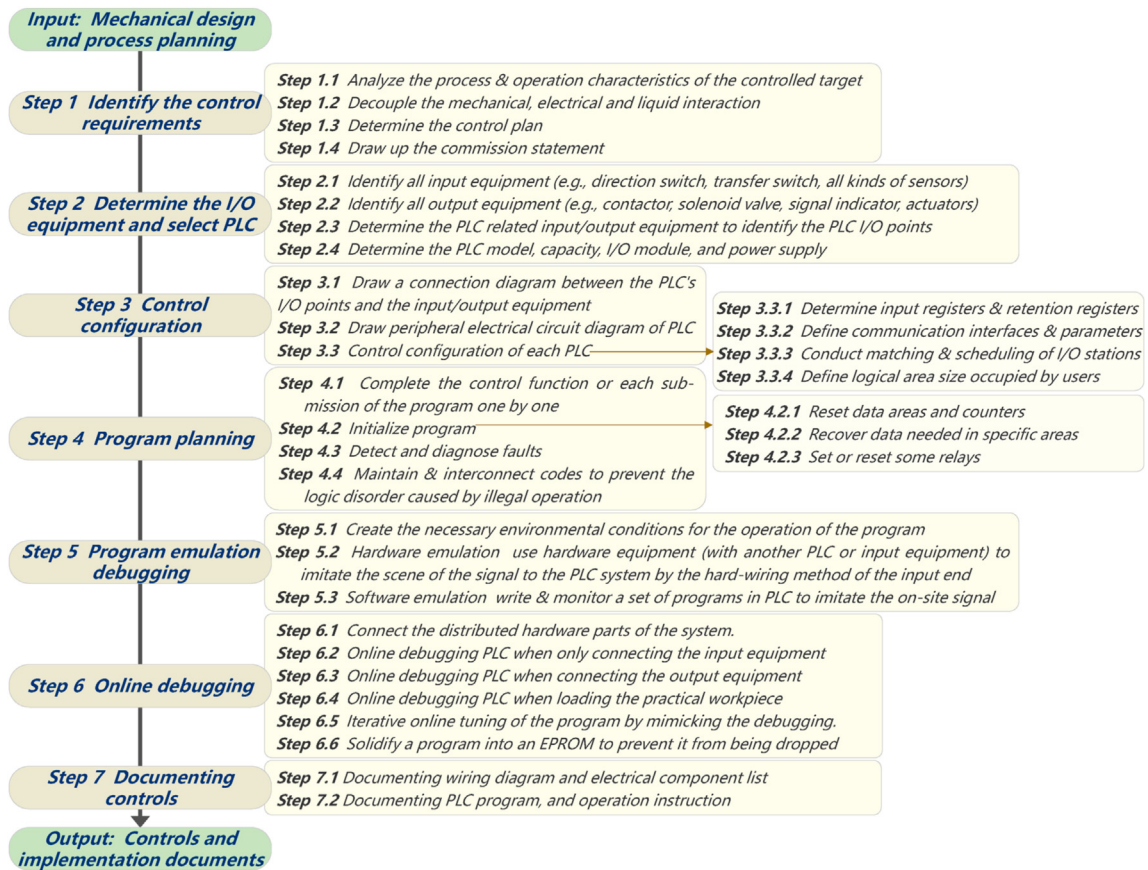 Input: Mechanical design
and process planning
Step 1 Identify the control
requirements
Step 1.1 Analyze the process & operation characteristics of the controlled target
Step 1.2 Decouple the mechanical, electrical and liquid interaction
Step 1.3 Determine the control plan
Step 1.4 Draw up the commission statement
Step 2 Determine the I/O
equipment and select PLC
Step 2.1 Identify all input equipment (e.g., direction switch, transfer switch, all kinds of sensors)
Step 2.2 Identify all output equipment (e.g., contactor, solenoid valve, signal indicator, actuators)
Step 2.3 Determine the PLC related input/output equipment to identify the PLC I/O points
Step 2.4 Determine the PLC model, capacity, I/O module, and power supply
Step 3 Control
configuration
Step 3.1 Draw a connection diagram between the PLC's
I/O points and the input/output equipment
Step 3.2 Draw peripheral electrical circuit diagram of PLC
Step 3.3 Control configuration of each PLC
Step 3.3.1 Determine input registers & retention registers
Step 3.3.2 Define communication interfaces & parameters
Step 3.3.3 Conduct matching & scheduling of I/O stations
Step 3.3.4 Define logical area size occupied by users
Step 4 Program planning
Step 4.1 Complete the control function or each sub-
mission of the program one by one
Step 4.2 Initialize program
Step 4.3 Detect and diagnose faults
Step 4.4 Maintain & interconnect codes to prevent the
logic disorder caused by illegal operation
Step 4.2.1 Reset data areas and counters
Step 4.2.2 Recover data needed in specific areas
Step 4.2.3 Set or reset some relays
Step 5 Program emulation
debugging
Step 5.1 Create the necessary environmental conditions for the operation of the program
Step 5.2 Hardware emulation use hardware equipment (with another PLC or input equipment) to
imitate the scene of the signal to the PLC system by the hard-wiring method of the input end
Step 5.3 Software emulation write & monitor a set of programs in PLC to imitate the on-site signal
Step 6 Online debugging
Step 6.1 Connect the distributed hardware parts of the system.
Step 6.2 Online debugging PLC when only connecting the input equipment
Step 6.3 Online debugging PLC when connecting the output equipment
Step 6.4 Online debugging PLC when loading the practical workpiece
Step 6.5 Iterative online tuning of the program by mimicking the debugging.
Step 6.6 Solidify a program into an EPROM to prevent it from being dropped
Step 7 Documenting
controls
Step 7.1 Documenting wiring diagram and electrical component list
Step 7.2 Documenting PLC program, and operation instruction
Output: Controls and
implementation documents